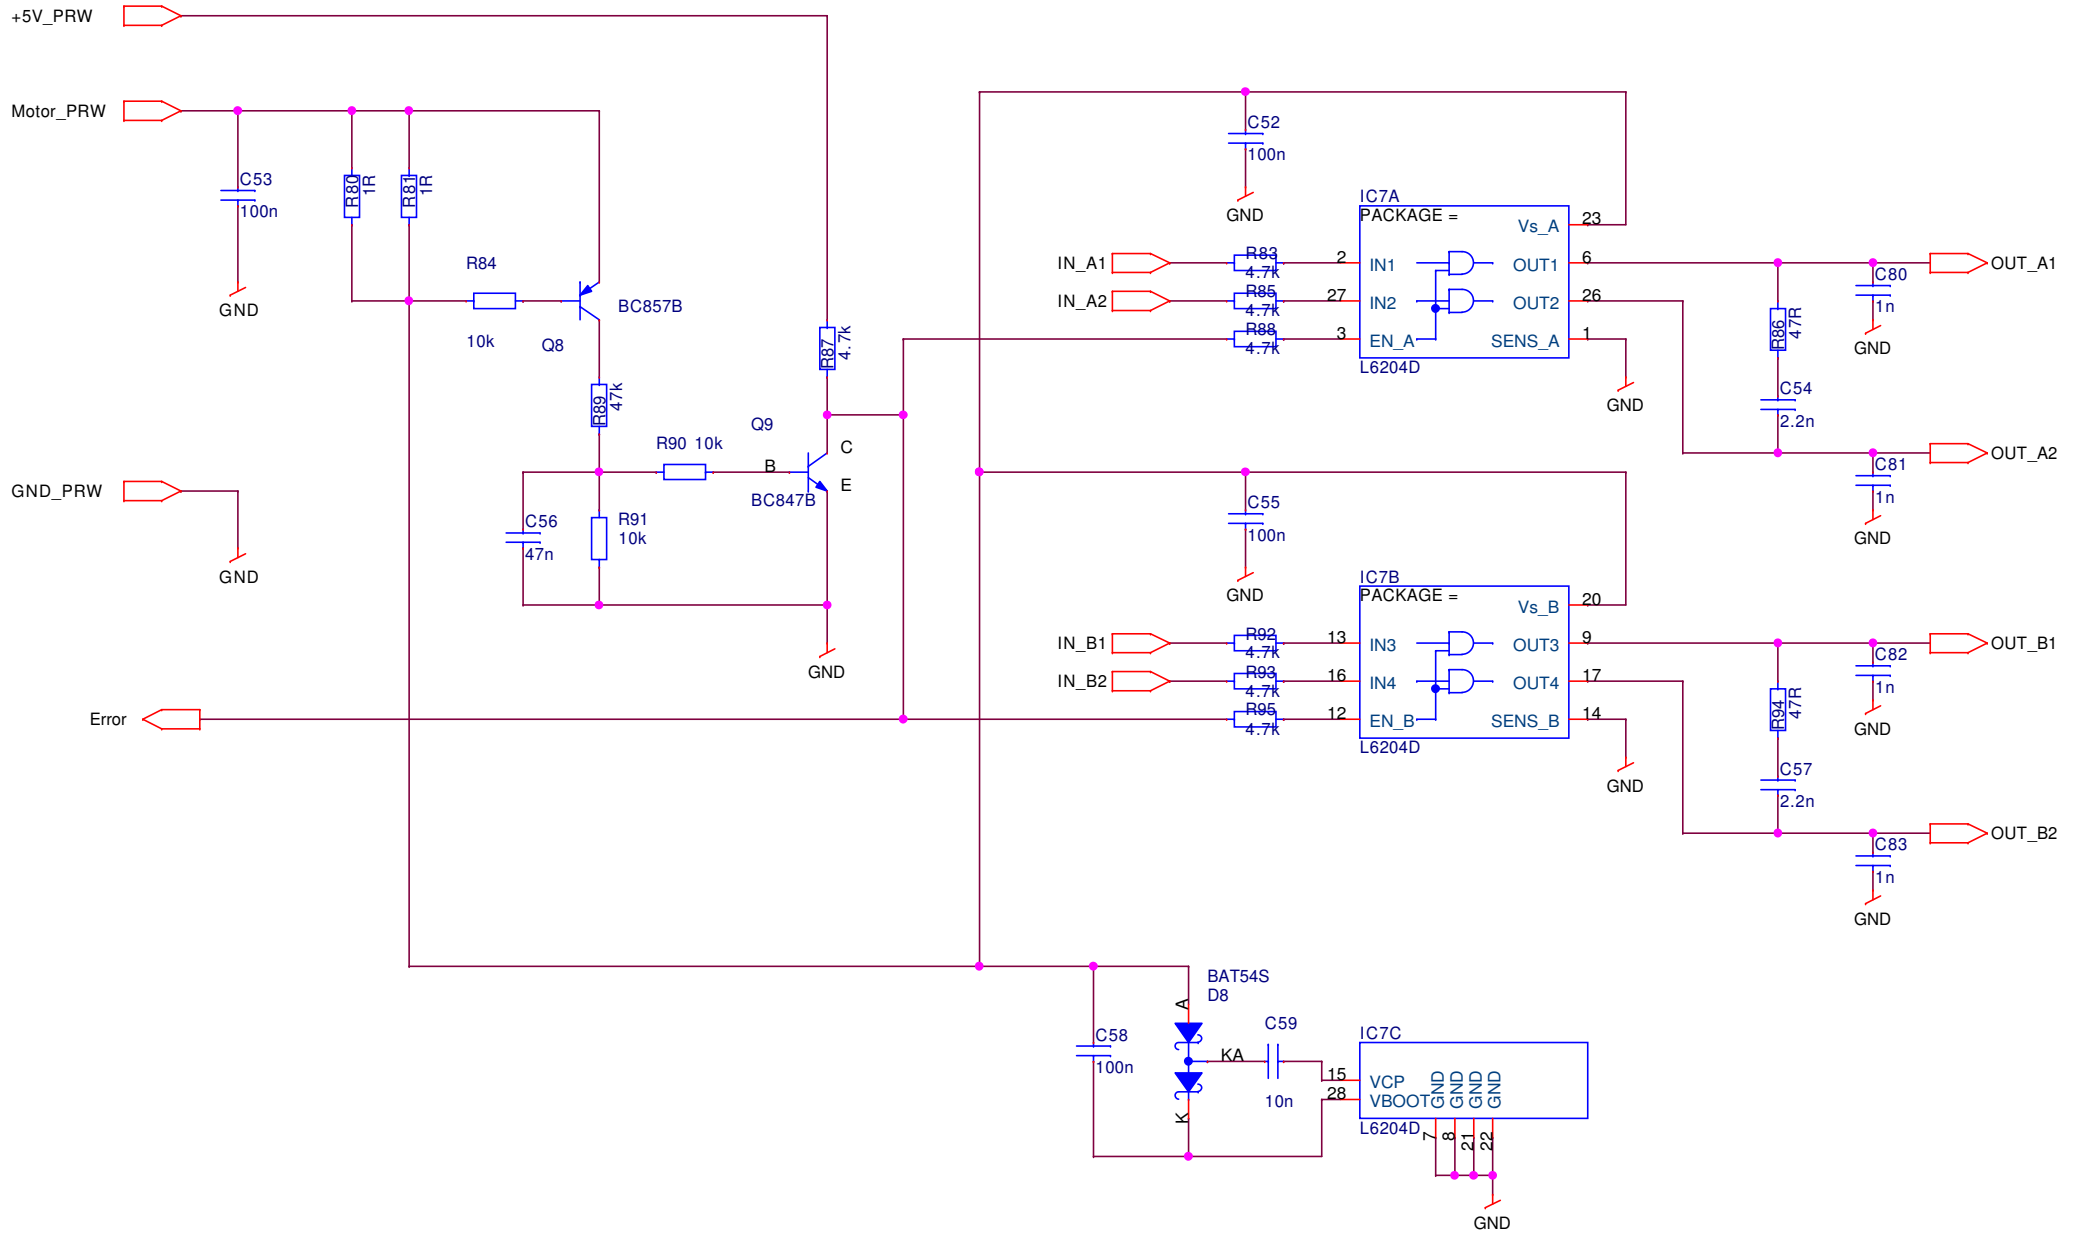 +5V_PRW
Motor_PRW
C53
100n
GND
R80
1R
R81
1R
R84
10k
BC857B
Q8
R89
47k
R87
4.7k
Q9
R90 10k
B
C
E
BC847B
C56
47n
R91
10k
GND
GND_PRW
GND
Error
C52
100n
GND
IC7A
PACKAGE =
Vs_A
23
IN_A1
R83
4.7k
2
IN1
OUT1
6
IN_A2
R85
4.7k
27
IN2
OUT2
26
R88
4.7k
3
EN_A
SENS_A
1
L6204D
GND
R86
47R
C54
2.2n
C80
1n
GND
OUT_A1
C81
1n
GND
OUT_A2
C55
100n
GND
IC7B
PACKAGE =
Vs_B
20
IN_B1
R92
4.7k
13
IN3
OUT3
9
IN_B2
R93
4.7k
16
IN4
OUT4
17
R95
4.7k
12
EN_B
SENS_B
14
L6204D
GND
R94
47R
C57
2.2n
C82
1n
GND
OUT_B1
C83
1n
GND
OUT_B2
BAT54S
D8
A
KA
K
C58
100n
C59
10n
IC7C
15
VCP
28
VBOOT
GND
GND
GND
GND
L6204D
7
8
21
22
GND